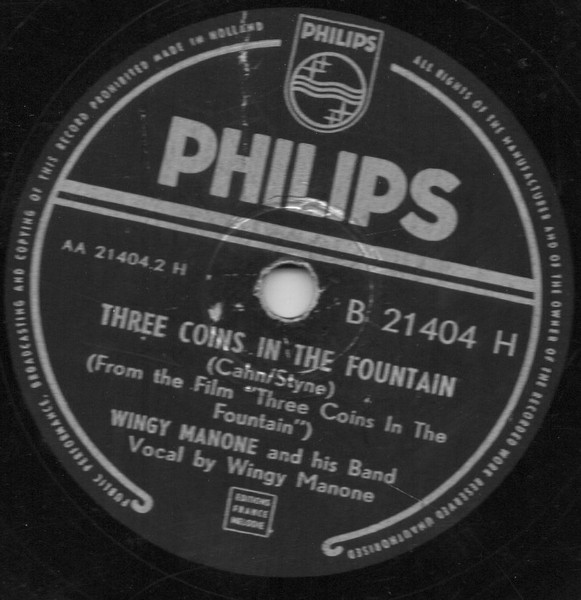 PHILIPS
PHILIPS
AA 21404.2 H
B 21404 H
THREE COINS IN THE FOUNTAIN
(Cahn/Styne)
(From the Film "Three Coins In The
Fountain")
WINGY MANONE and his Band
Vocal by Wingy Manone
EDITIONS
FRANCE
MELODIE
ALL RIGHTS OF THE MANUFACTURER AND OF THE OWNER OF THE RECORDED WORK RESERVED UNAUTHORISED
PUBLIC PERFORMANCE, BROADCASTING AND COPYING OF THIS RECORD PROHIBITED MADE IN HOLLAND